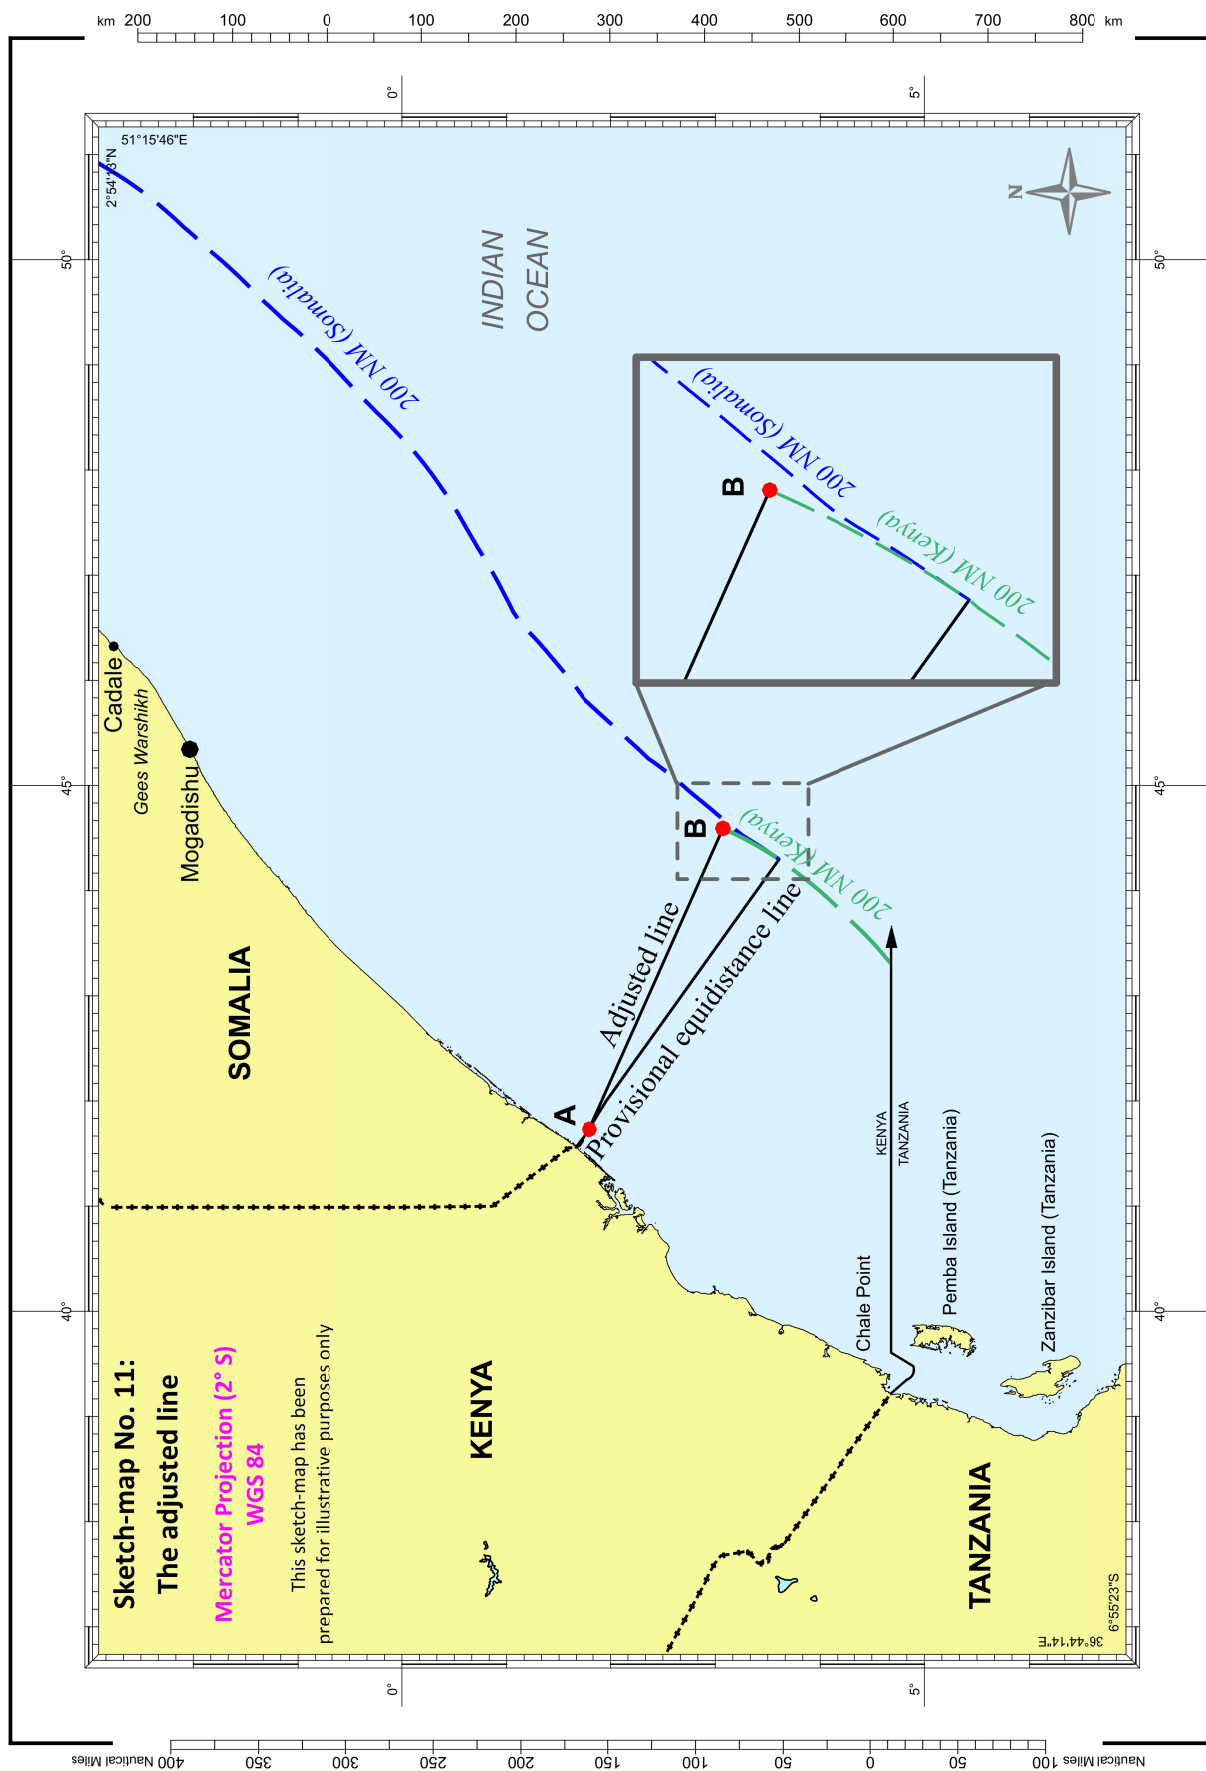 Sketch-map No. 11:
The adjusted line
Mercator Projection (2° S)
WGS 84
This sketch-map has been
prepared for illustrative purposes only
km 200 100 0 100 200 300 400 500 600 700 800 km
0° 5°
51°15'46"E
2°54'13"N
50° 50°
45° 45°
40° 40°
N
INDIAN
OCEAN
200 NM (Somalia)
Cadale
Gees Warshikh
Mogadishu
SOMALIA
B
200 NM (Somalia)
200 NM (Kenya)
B
200 NM (Kenya)
Adjusted line
Provisional equidistance line
A
KENYA
TANZANIA
Chale Point
Pemba Island (Tanzania)
Zanzibar Island (Tanzania)
KENYA
TANZANIA
36°44'14"E
6°55'23"S
0° 5°
Nautical Miles 400 350 300 250 200 150 100 50 0 50 100 Nautical Miles